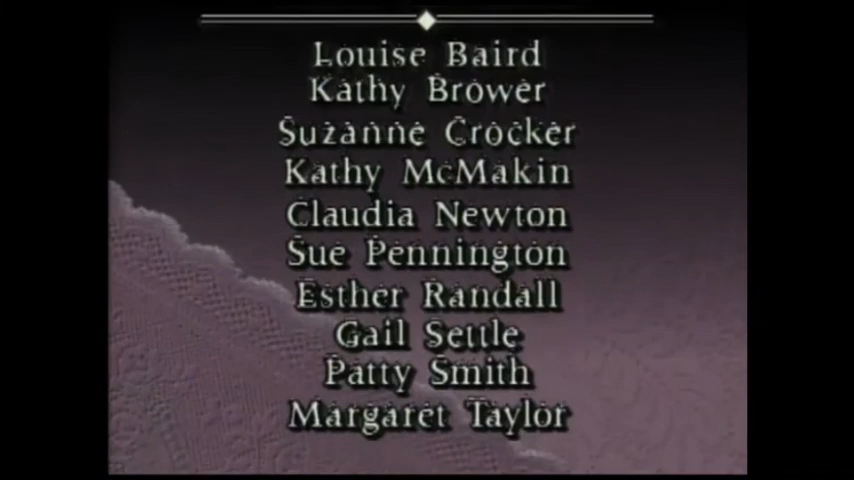 Louise Baird
Kathy Brower
Suzanne Crocker
Kathy McMakin
Claudia Newton
Sue Pennington
Esther Randall
Gail Settle
Patty Smith
Margaret Taylor